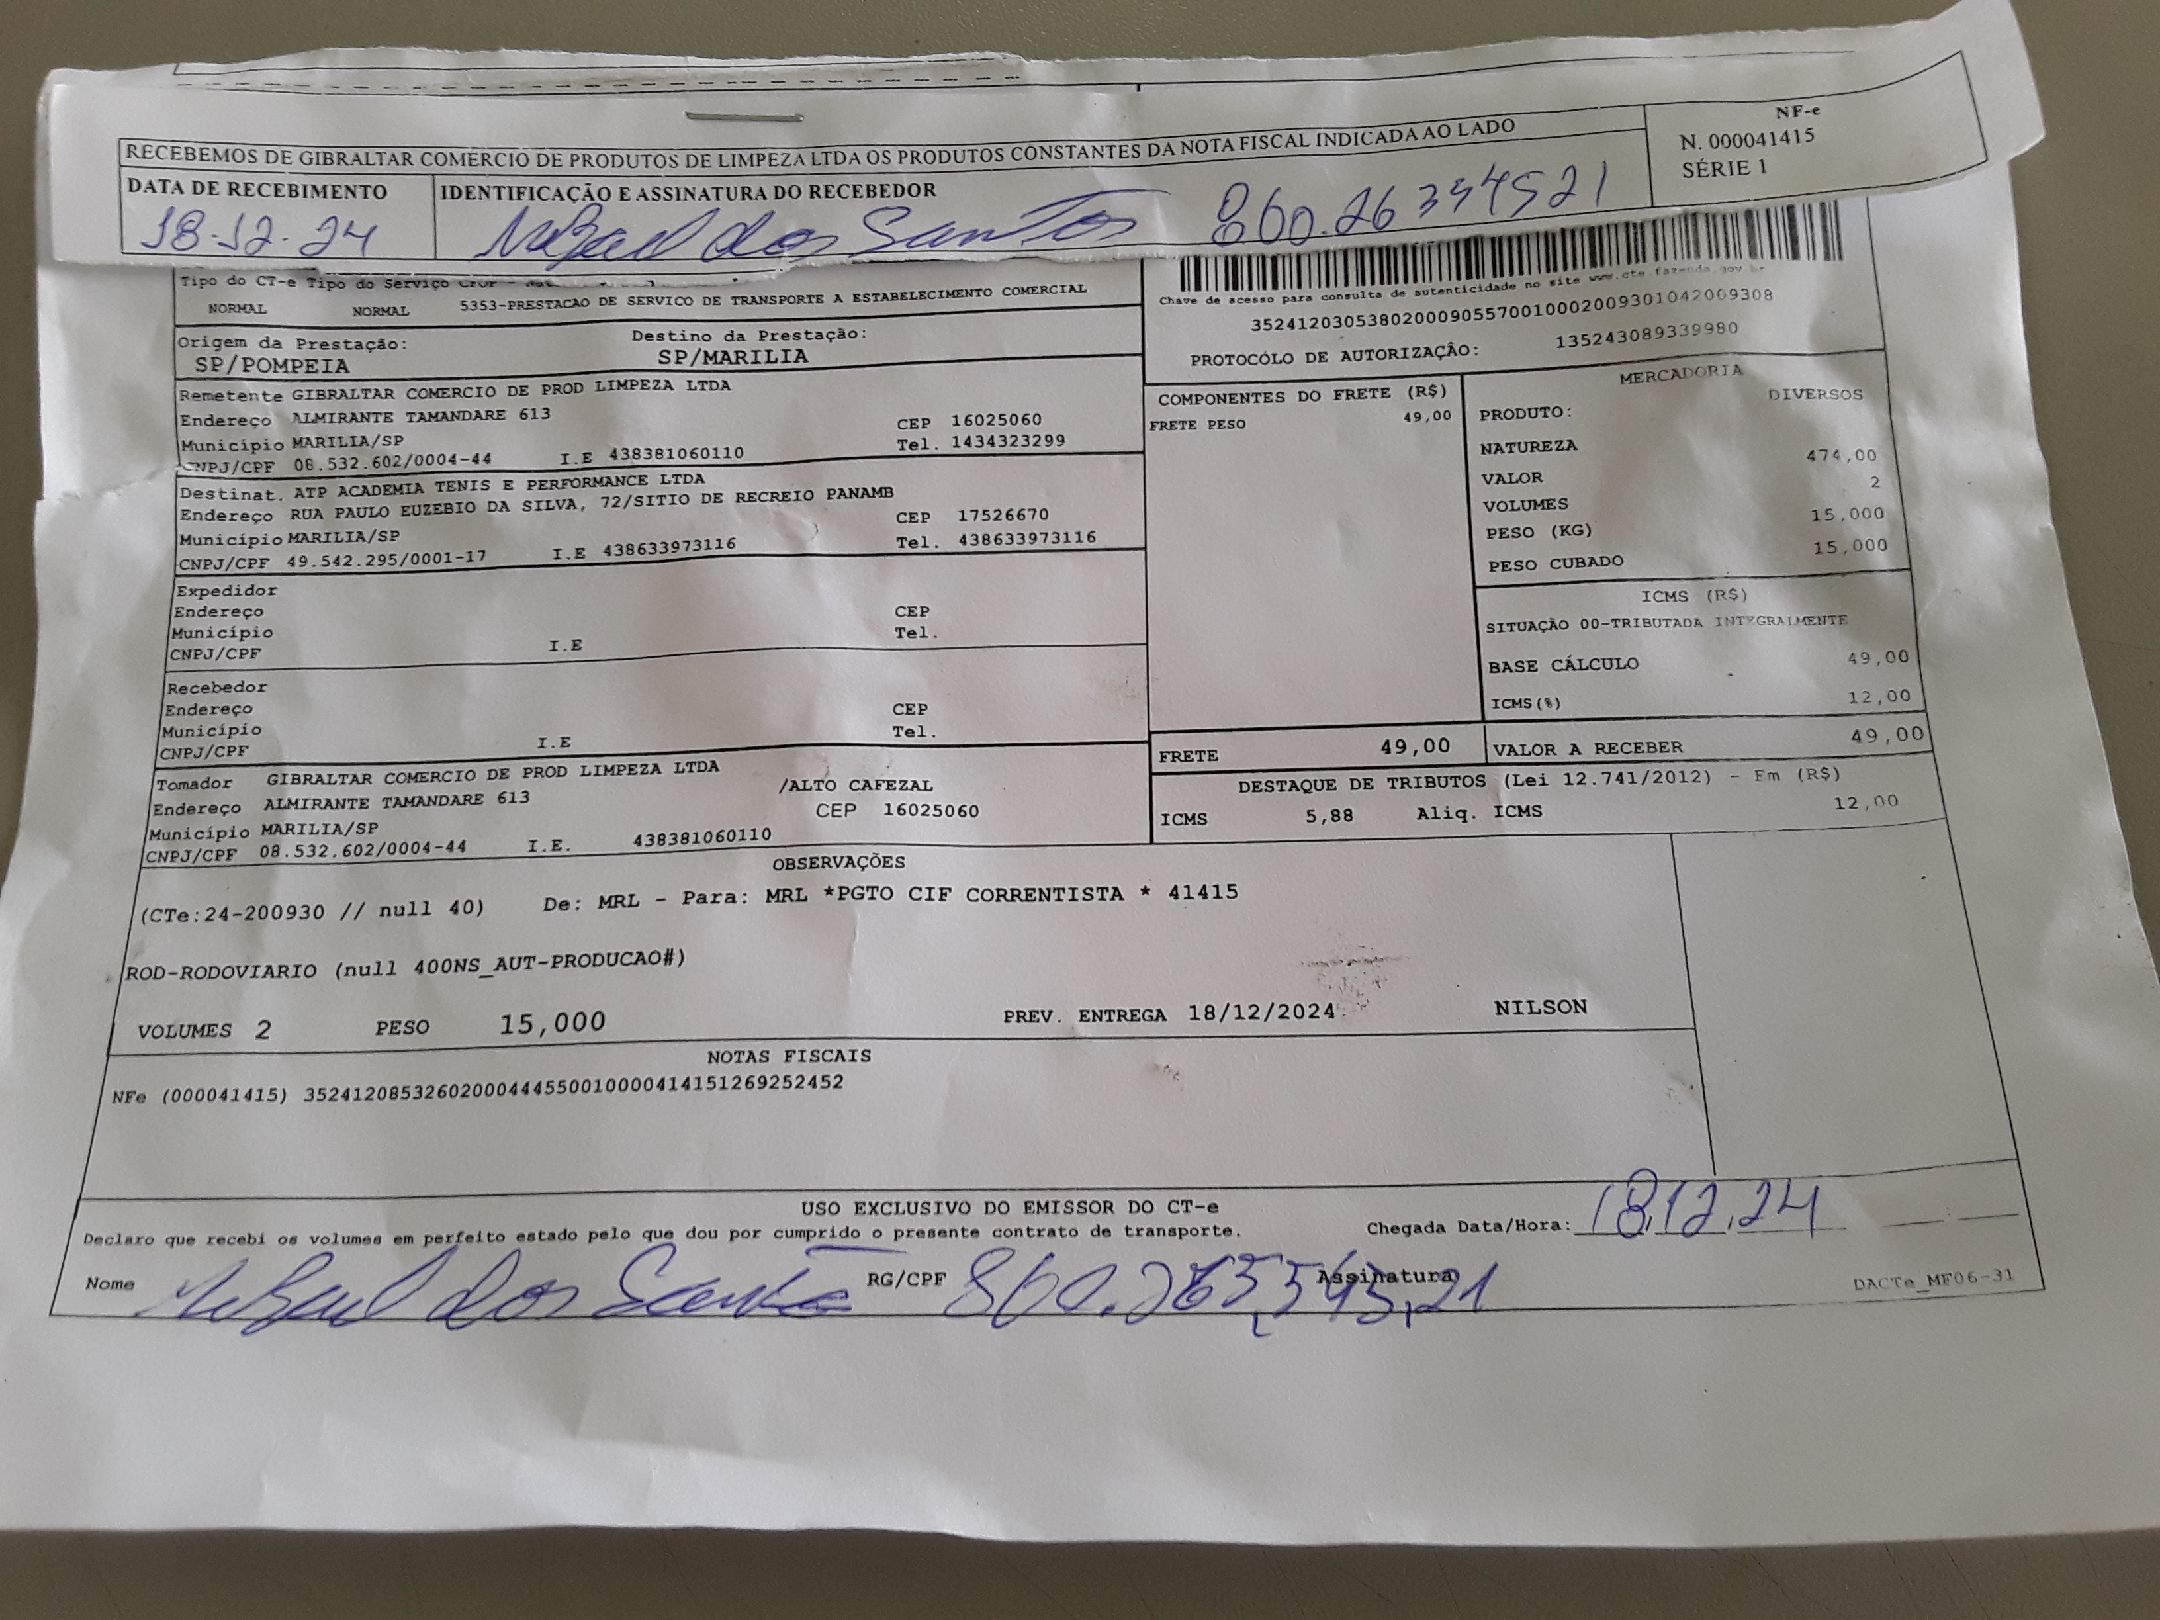 RECEBEMOS DE GIBRALTAR COMERCIO DE PRODUTOS DE LIMPEZA LTDA OS PRODUTOS CONSTANTES DA NOTA FISCAL INDICADA AO LADO
NF-e
N. 000041415
SÉRIE 1
DATA DE RECEBIMENTO
IDENTIFICAÇÃO E ASSINATURA DO RECEBEDOR
18.12.24
dos Santos
Tipo do CT-e Tipo do Serviço
NORMAL NORMAL 5353-PRESTACAO DE SERVICO DE TRANSPORTE A ESTABELECIMENTO COMERCIAL
Origem da Prestação: Destino da Prestação:
SP/POMPEIA SP/MARILIA
Remetente GIBRALTAR COMERCIO DE PROD LIMPEZA LTDA
Endereço ALMIRANTE TAMANDARE 613 CEP 16025060
Município MARILIA/SP Tel. 1434323299
CNPJ/CPF 08.532.602/0004-44 I.E 438381060110
Destinat. ATP ACADEMIA TENIS E PERFORMANCE LTDA
Endereço RUA PAULO EUZEBIO DA SILVA, 72/SITIO DE RECREIO PANAMB CEP 17526670
Município MARILIA/SP Tel. 438633973116
CNPJ/CPF 49.542.295/0001-17 I.E 438633973116
Expedidor
Endereço CEP
Município Tel.
CNPJ/CPF I.E
Recebedor
Endereço CEP
Município Tel.
CNPJ/CPF I.E
Tomador GIBRALTAR COMERCIO DE PROD LIMPEZA LTDA
Endereço ALMIRANTE TAMANDARE 613 /ALTO CAFEZAL
Município MARILIA/SP CEP 16025060
CNPJ/CPF 08.532.602/0004-44 I.E. 438381060110
Chave de acesso para consulta de autenticidade no site www.cte.fazenda.gov.br
35241203053802000905570010002009301042009308
PROTOCÓLO DE AUTORIZAÇÂO: 135243089339980
COMPONENTES DO FRETE (R$)
FRETE PESO 49,00
MERCADORIA
PRODUTO: DIVERSOS
NATUREZA
VALOR 474,00
VOLUMES 2
PESO (KG) 15,000
PESO CUBADO 15,000
ICMS (R$)
SITUAÇÃO 00-TRIBUTADA INTEGRALMENTE
BASE CÁLCULO 49,00
ICMS(%) 12,00
FRETE 49,00 VALOR A RECEBER 49,00
DESTAQUE DE TRIBUTOS (Lei 12.741/2012) - Em (R$)
ICMS 5,88 Aliq. ICMS 12,00
OBSERVAÇÕES
(CTe:24-200930 // null 40) De: MRL - Para: MRL *PGTO CIF CORRENTISTA * 41415
ROD-RODOVIARIO (null 400NS_AUT-PRODUCAO#)
VOLUMES 2 PESO 15,000 PREV. ENTREGA 18/12/2024 NILSON
NOTAS FISCAIS
NFe (000041415) 35241208532602000444550010000414151269252452
USO EXCLUSIVO DO EMISSOR DO CT-e
Declaro que recebi os volumes em perfeito estado pelo que dou por cumprido o presente contrato de transporte. Chegada Data/Hora: 18,12,24
Nome dos Santos RG/CPF Assinatura
DACTe_MF06-31